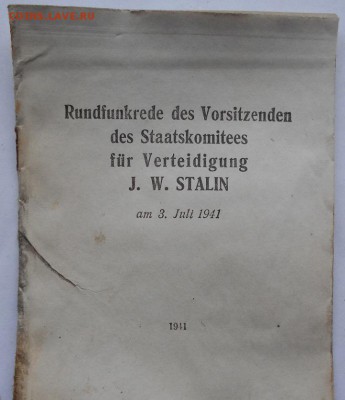 Rundfunkrede des Vorsitzenden
des Staatskomitees
für Verteidigung
J. W. STALIN
am 3. Juli 1941
1941